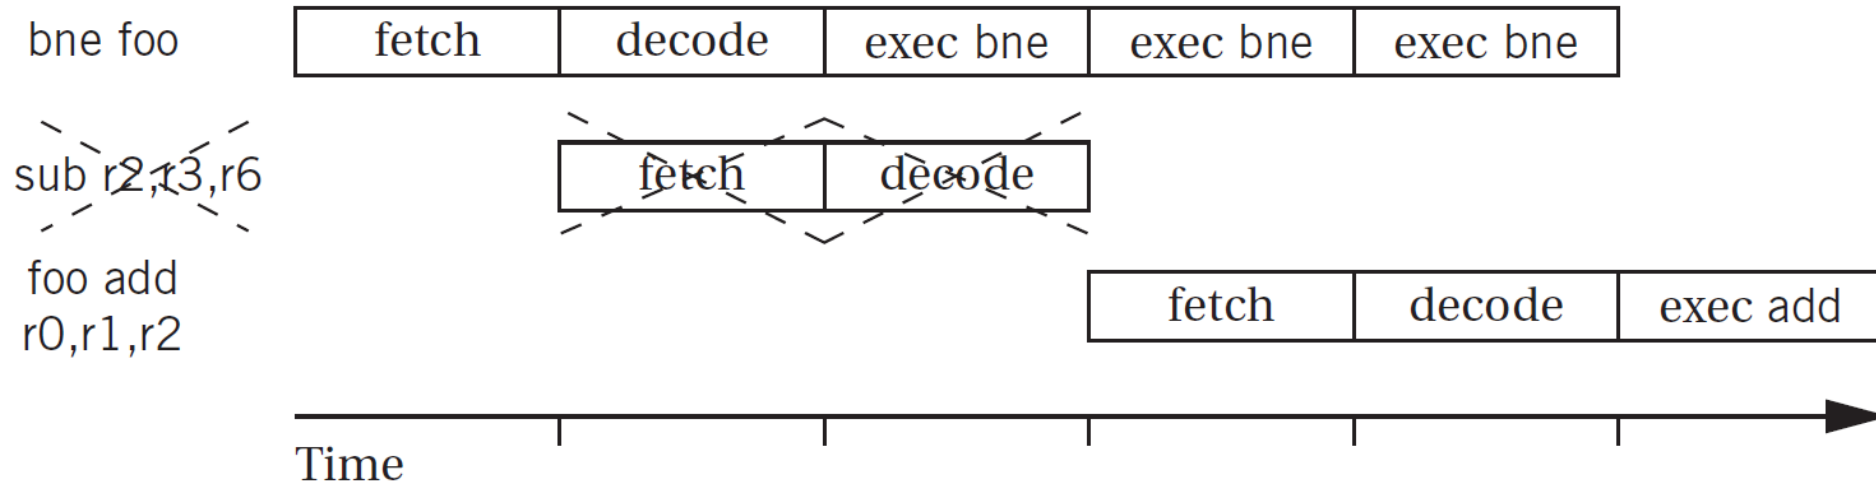 bne foo fetch decode exec bne exec bne exec bne
sub r2,r3,r6 fetch decode
foo add
r0,r1,r2 fetch decode exec add
Time